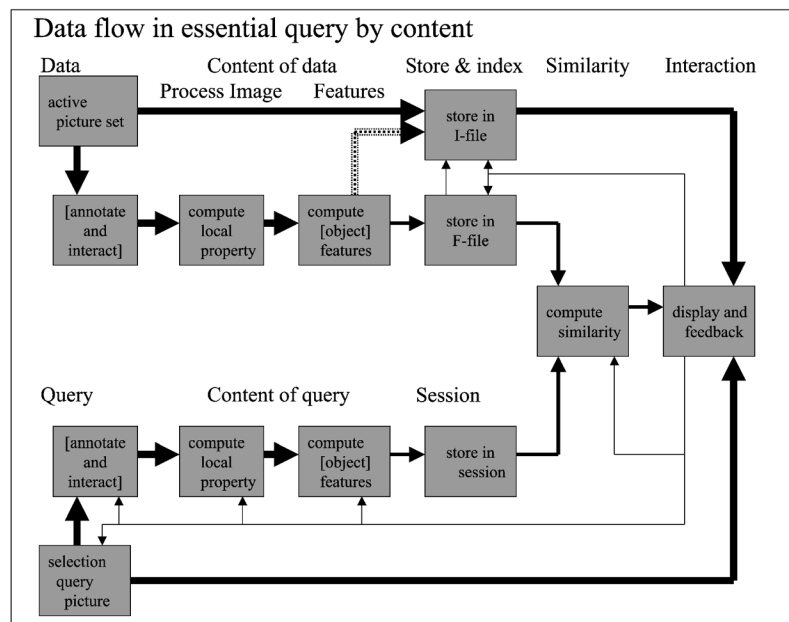 Data flow in essential query by content
Data
Content of data
Store & index
Similarity
Interaction
Process Image
Features
active
picture set
store in
I-file
[annotate
and
interact]
compute
local
property
compute
[object]
features
store in
F-file
compute
similarity
display and
feedback
Query
Content of query
Session
[annotate
and
interact]
compute
local
property
compute
[object]
features
store in
session
selection
query
picture